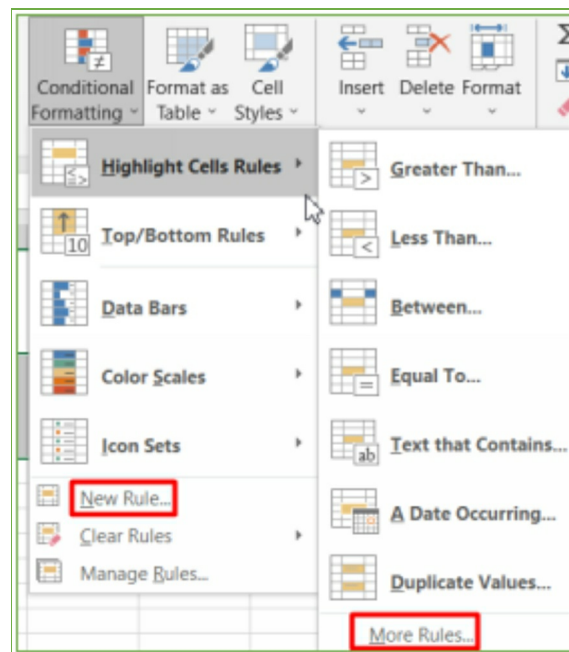 Conditional Formatting
Format as Table
Cell Styles
Insert
Delete
Format
Σ
Highlight Cells Rules
Top/Bottom Rules
10
Data Bars
Color Scales
Icon Sets
New Rule...
Clear Rules
Manage Rules...
>
Greater Than...
<
Less Than...
Between...
=
Equal To...
ab
Text that Contains...
A Date Occurring...
Duplicate Values...
More Rules...